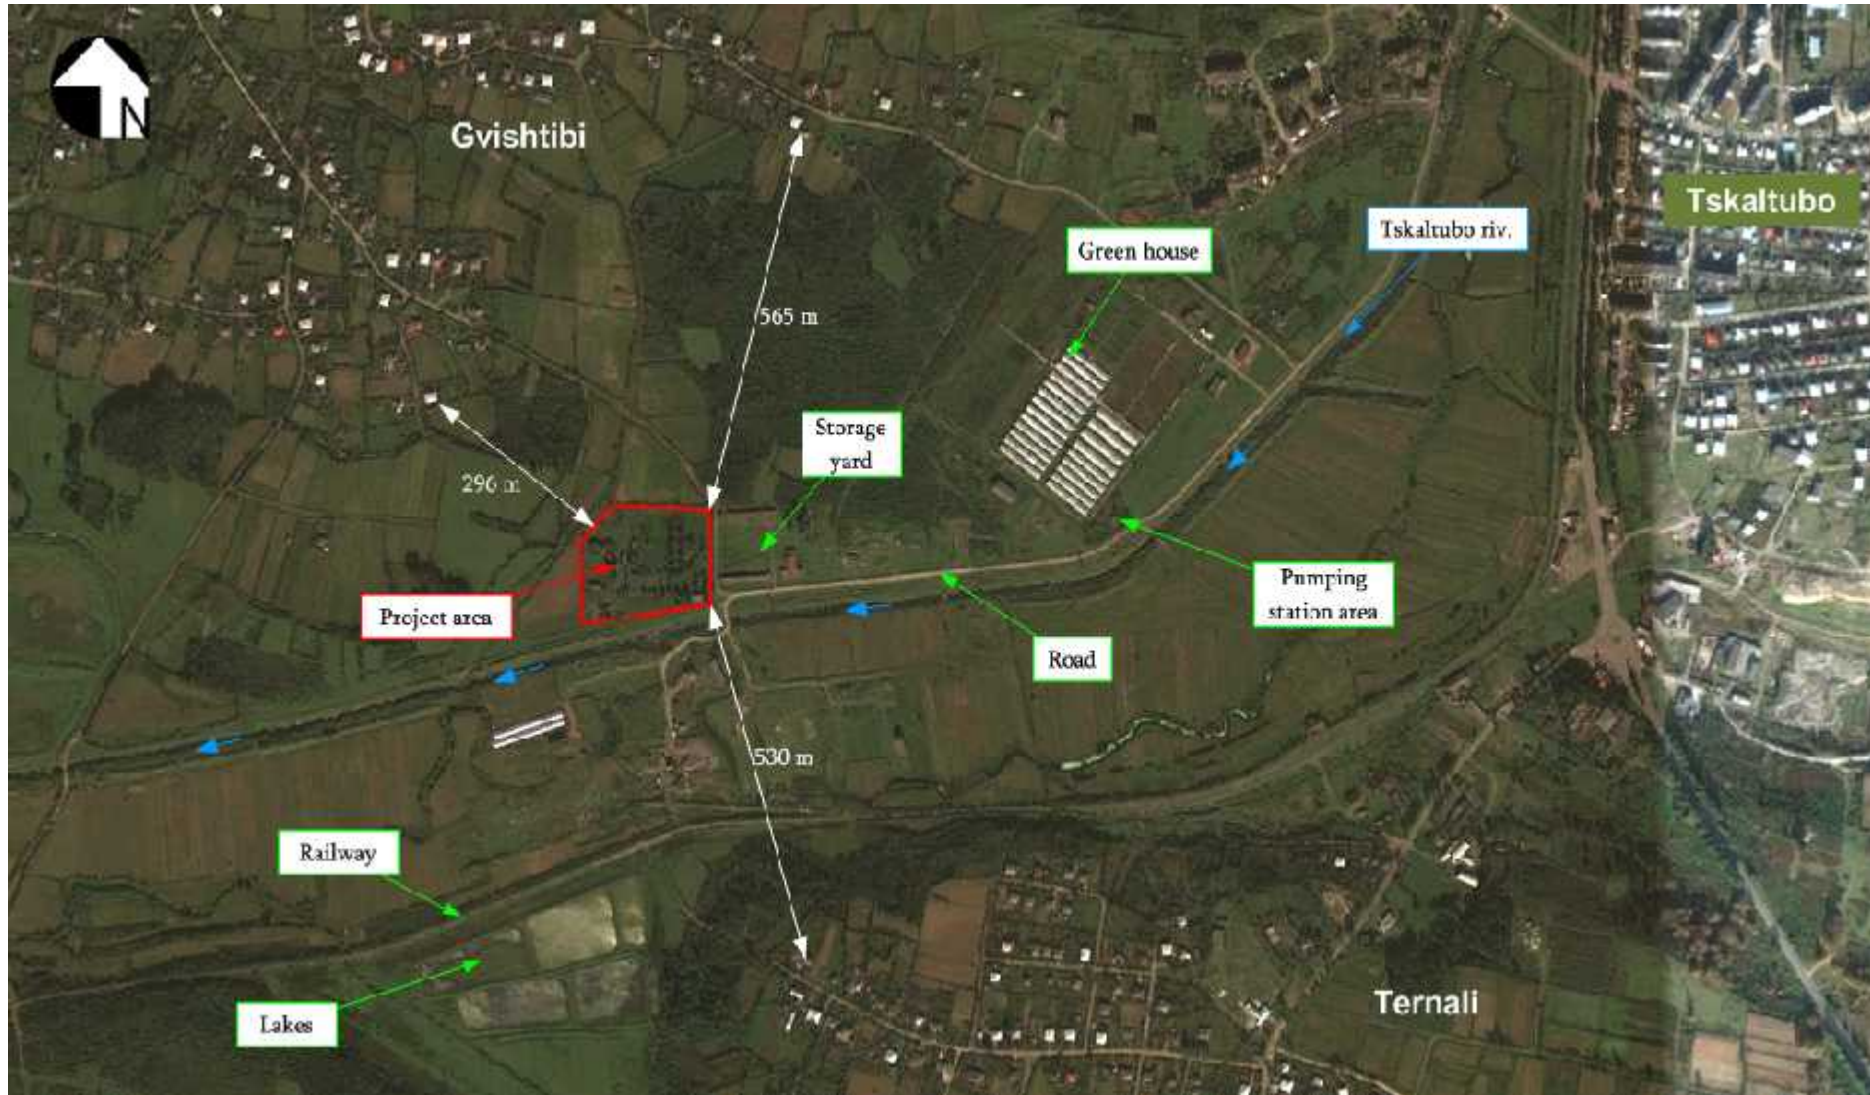 N
Gvishtibi
Tskaltubo
Tskaltubo riv.
Green house
565 m
Storage
yard
296 m
Project area
Pumping
station area
Road
530 m
Railway
Lakes
Ternali